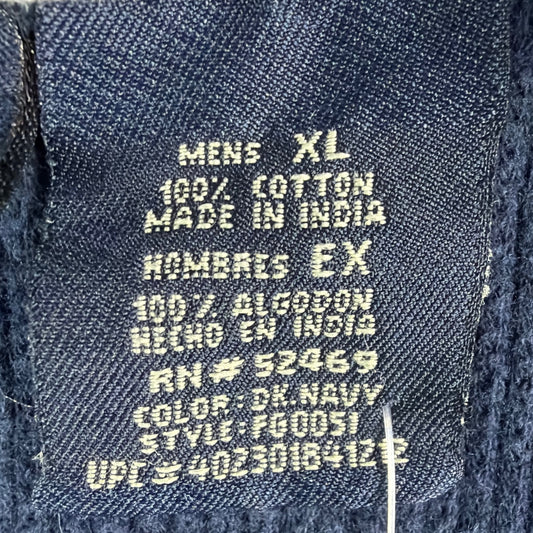 MENS XL
100% COTTON
MADE IN INDIA
HOMBRES EX
100% ALGODON
HECHO EN INDIA
RN# 52469
COLOR: DK.NAVY
STYLE: FG00SI